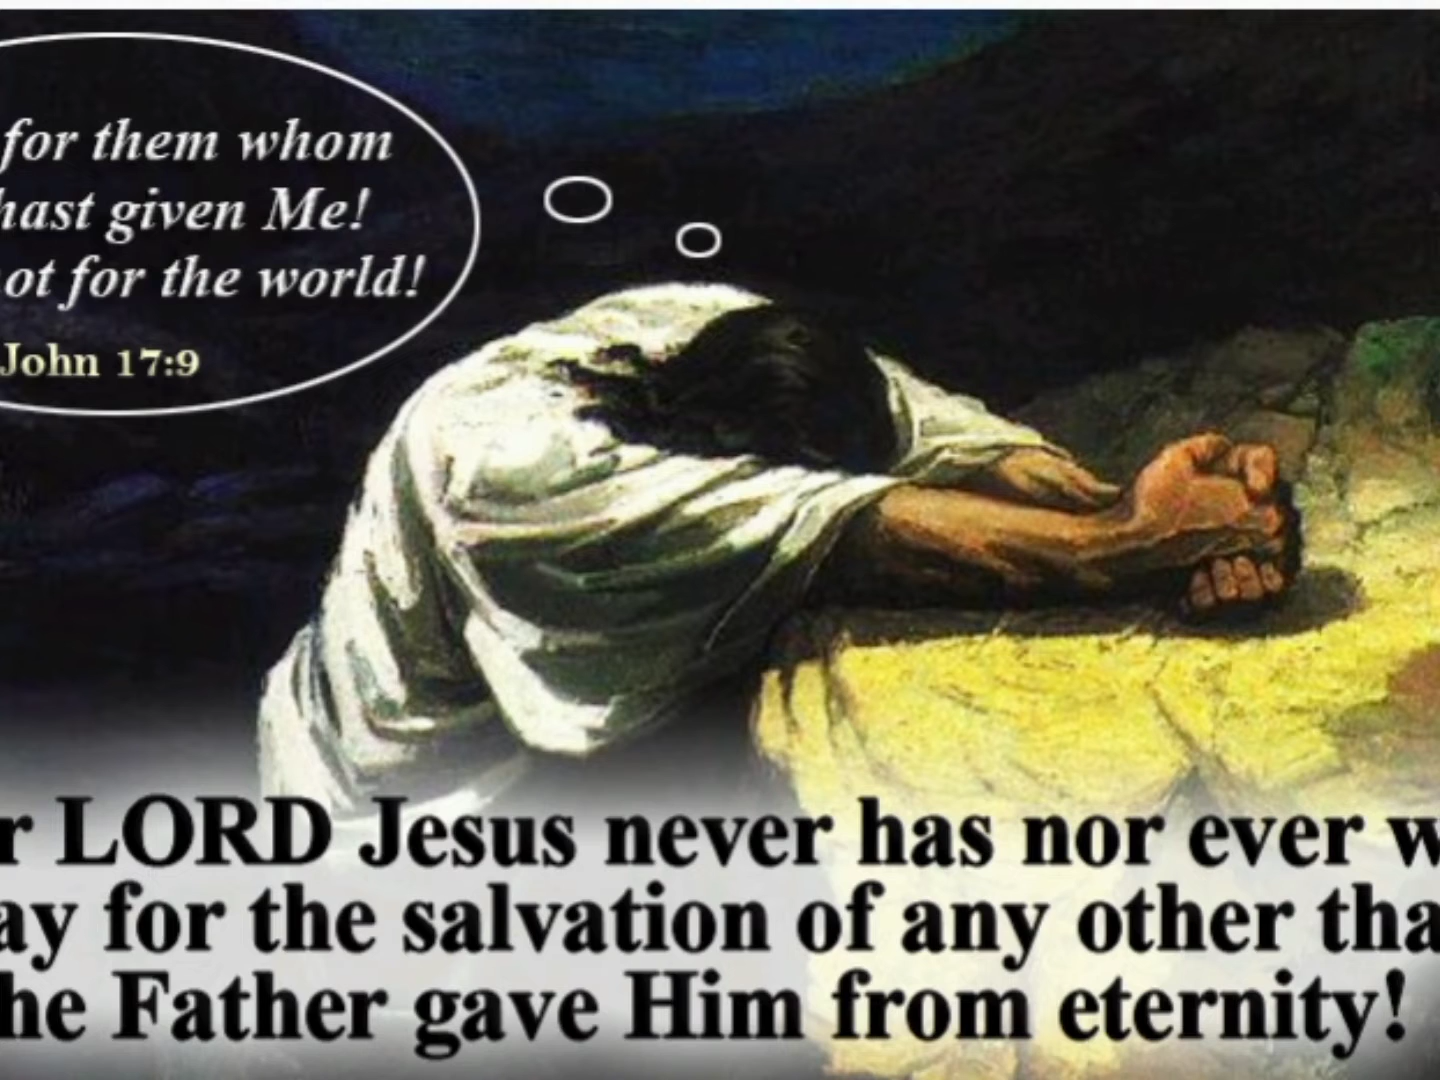 for them whom
hast given Me!
not for the world!
John 17:9
r LORD Jesus never has nor ever w
ay for the salvation of any other tha
he Father gave Him from eternity!